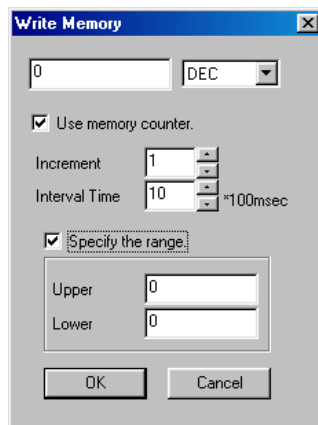 Write Memory
0 DEC
Use memory counter.
Increment 1
Interval Time 10 *100msec
Specify the range.
Upper 0
Lower 0
OK Cancel